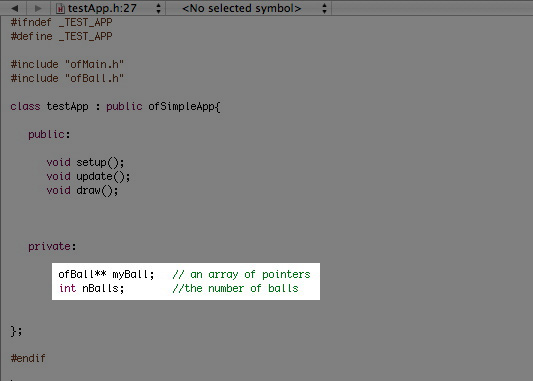 testApp.h:27 <No selected symbol>
#ifndef _TEST_APP
#define _TEST_APP
#include "ofMain.h"
#include "ofBall.h"
class testApp : public ofSimpleApp{
public:
void setup();
void update();
void draw();
private:
ofBall** myBall; // an array of pointers
int nBalls; //the number of balls
};
#endif